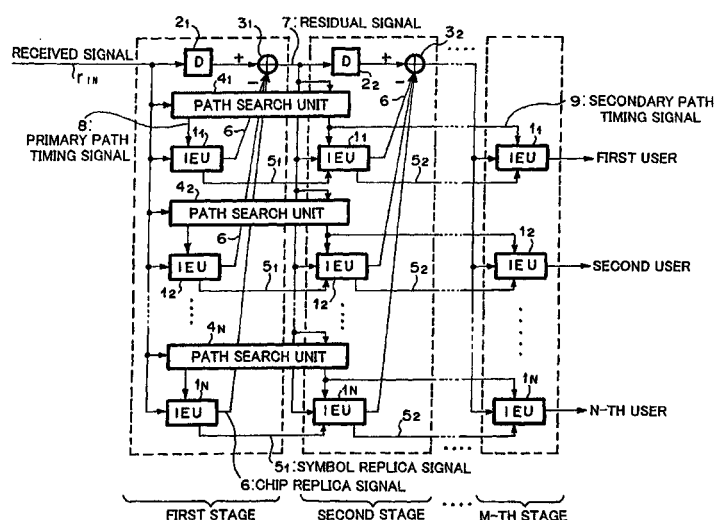 2₁ 3₁ 7: RESIDUAL SIGNAL
RECEIVED SIGNAL D + D + 3₂
r IN − 2₂ −
4₁ 6 9: SECONDARY PATH
PATH SEARCH UNIT TIMING SIGNAL
8:
PRIMARY PATH
TIMING SIGNAL
1₁ 6 1₁ 1₁
IEU IEU IEU FIRST USER
5₁ 5₂
4₂
PATH SEARCH UNIT
6
1₂
IEU IEU IEU SECOND USER
1₂ 5₁ 1₂ 5₂
4N
PATH SEARCH UNIT
1N 1N 1N
IEU IEU IEU N-TH USER
5₂
5₁: SYMBOL REPLICA SIGNAL
6: CHIP REPLICA SIGNAL
FIRST STAGE SECOND STAGE M-TH STAGE